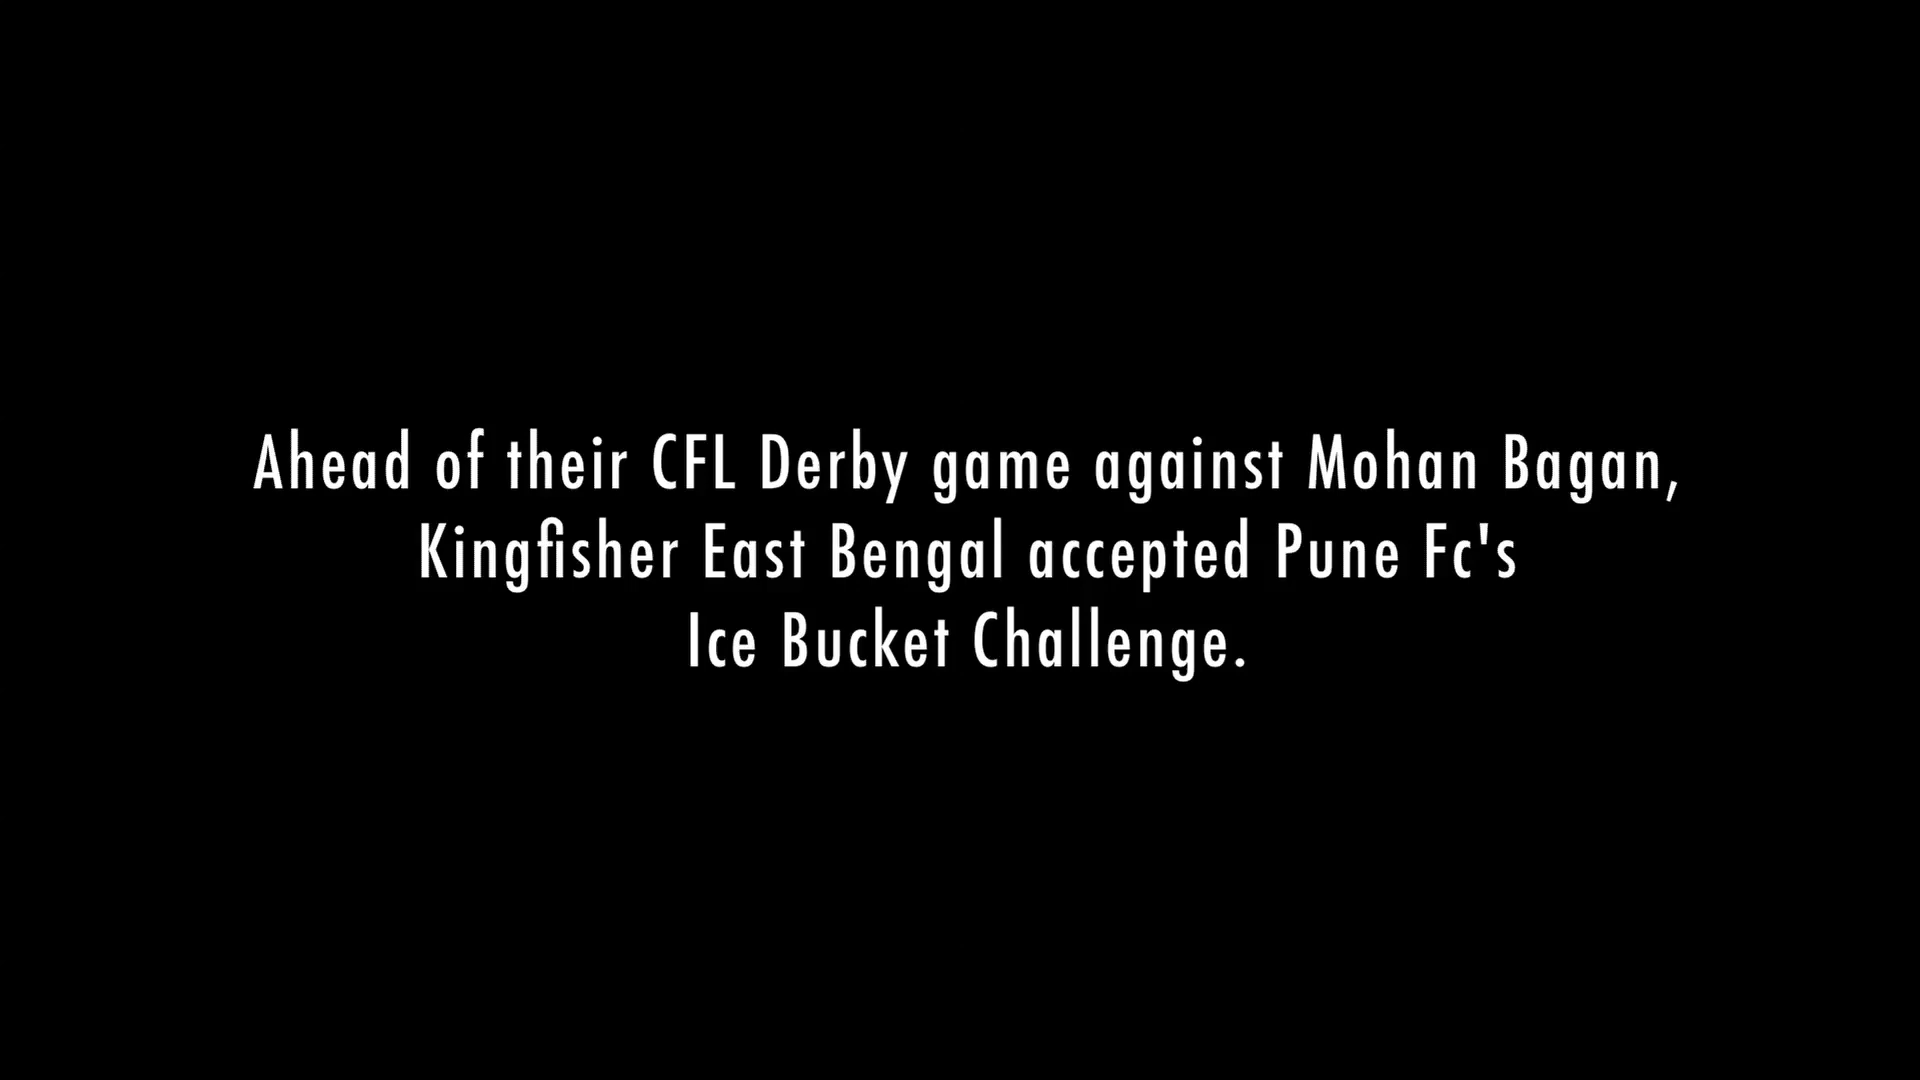 Ahead of their CFL Derby game against Mohan Bagan,
Kingfisher East Bengal accepted Pune Fc's
Ice Bucket Challenge.